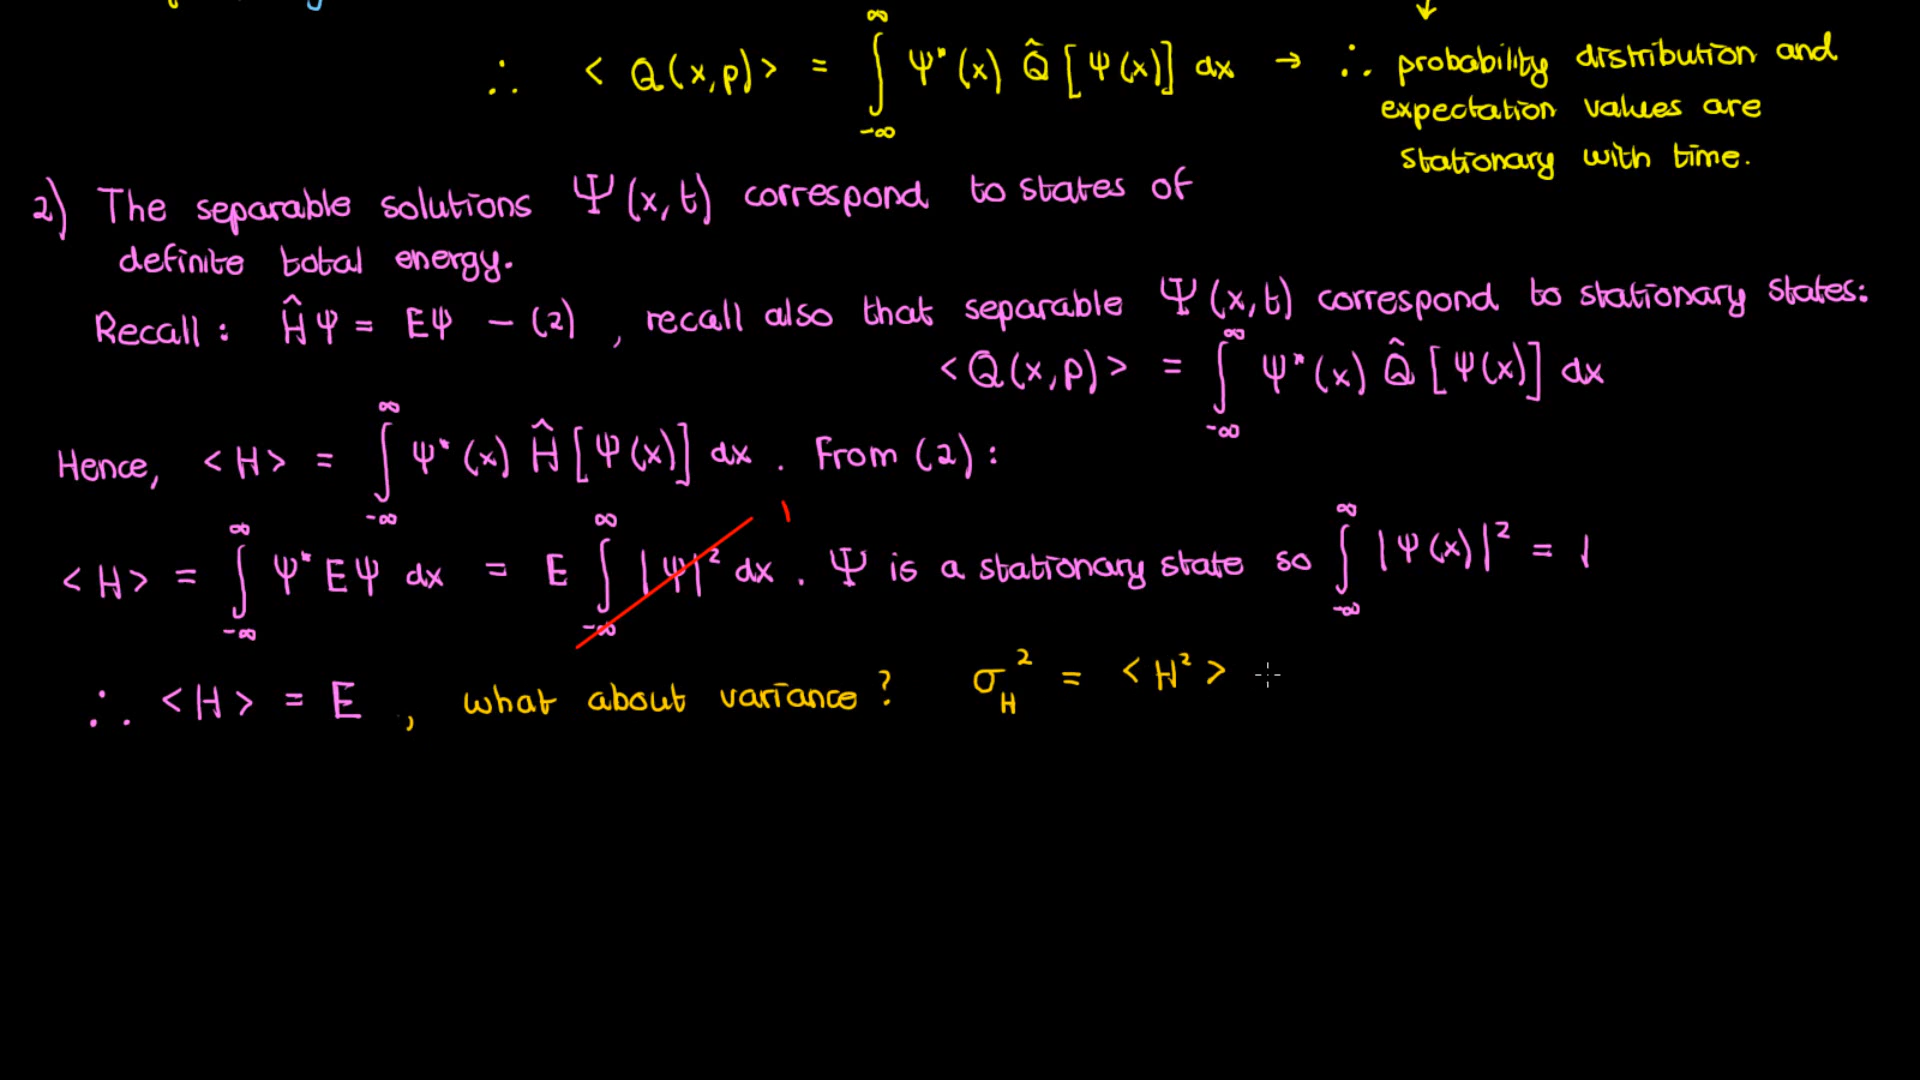 ∴ < Q(x,p) > = ∫_{-∞}^{∞} ψ*(x) Q̂ [ψ(x)] dx → ∴ probability distribution and
expectation values are
stationary with time.
2) The separable solutions Ψ(x,t) correspond to states of
definite total energy.
Recall : Ĥψ = Eψ - (2) , recall also that separable Ψ(x,t) correspond to stationary states:
<Q(x,p)> = ∫_{-∞}^{∞} ψ*(x) Q̂ [ψ(x)] dx
Hence, <H> = ∫_{-∞}^{∞} ψ*(x) Ĥ [ψ(x)] dx . From (2) :
<H> = ∫_{-∞}^{∞} ψ* E ψ dx = E ∫_{-∞}^{∞} |ψ|² dx 1 . Ψ is a stationary state so ∫_{-∞}^{∞} |ψ(x)|² = 1
∴ <H> = E , what about variance? σ_H² = <H²>